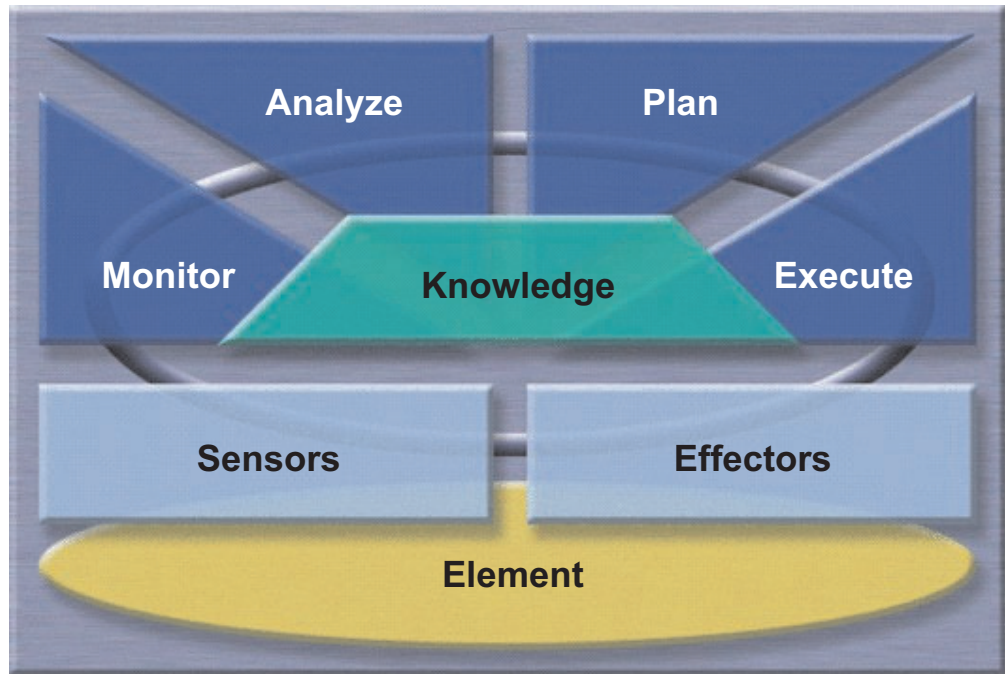 Analyze
Plan
Monitor
Knowledge
Execute
Sensors
Effectors
Element